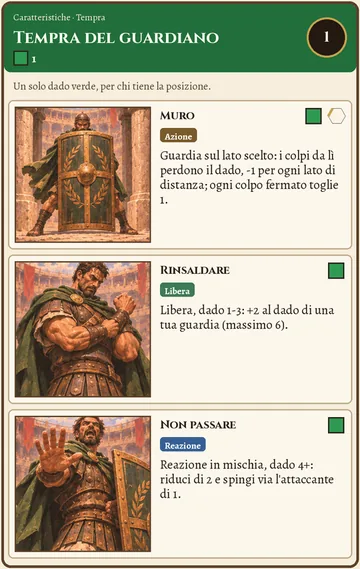 Caratteristiche · Tempra
Tempra del guardiano
1
1
Un solo dado verde, per chi tiene la posizione.
Muro
Azione
Guardia sul lato scelto: i colpi da lì
perdono il dado, -1 per ogni lato di
distanza; ogni colpo fermato toglie
1.
Rinsaldare
Libera
Libera, dado 1-3: +2 al dado di una
tua guardia (massimo 6).
Non passare
Reazione
Reazione in mischia, dado 4+:
riduci di 2 e spingi via l'attaccante
di 1.